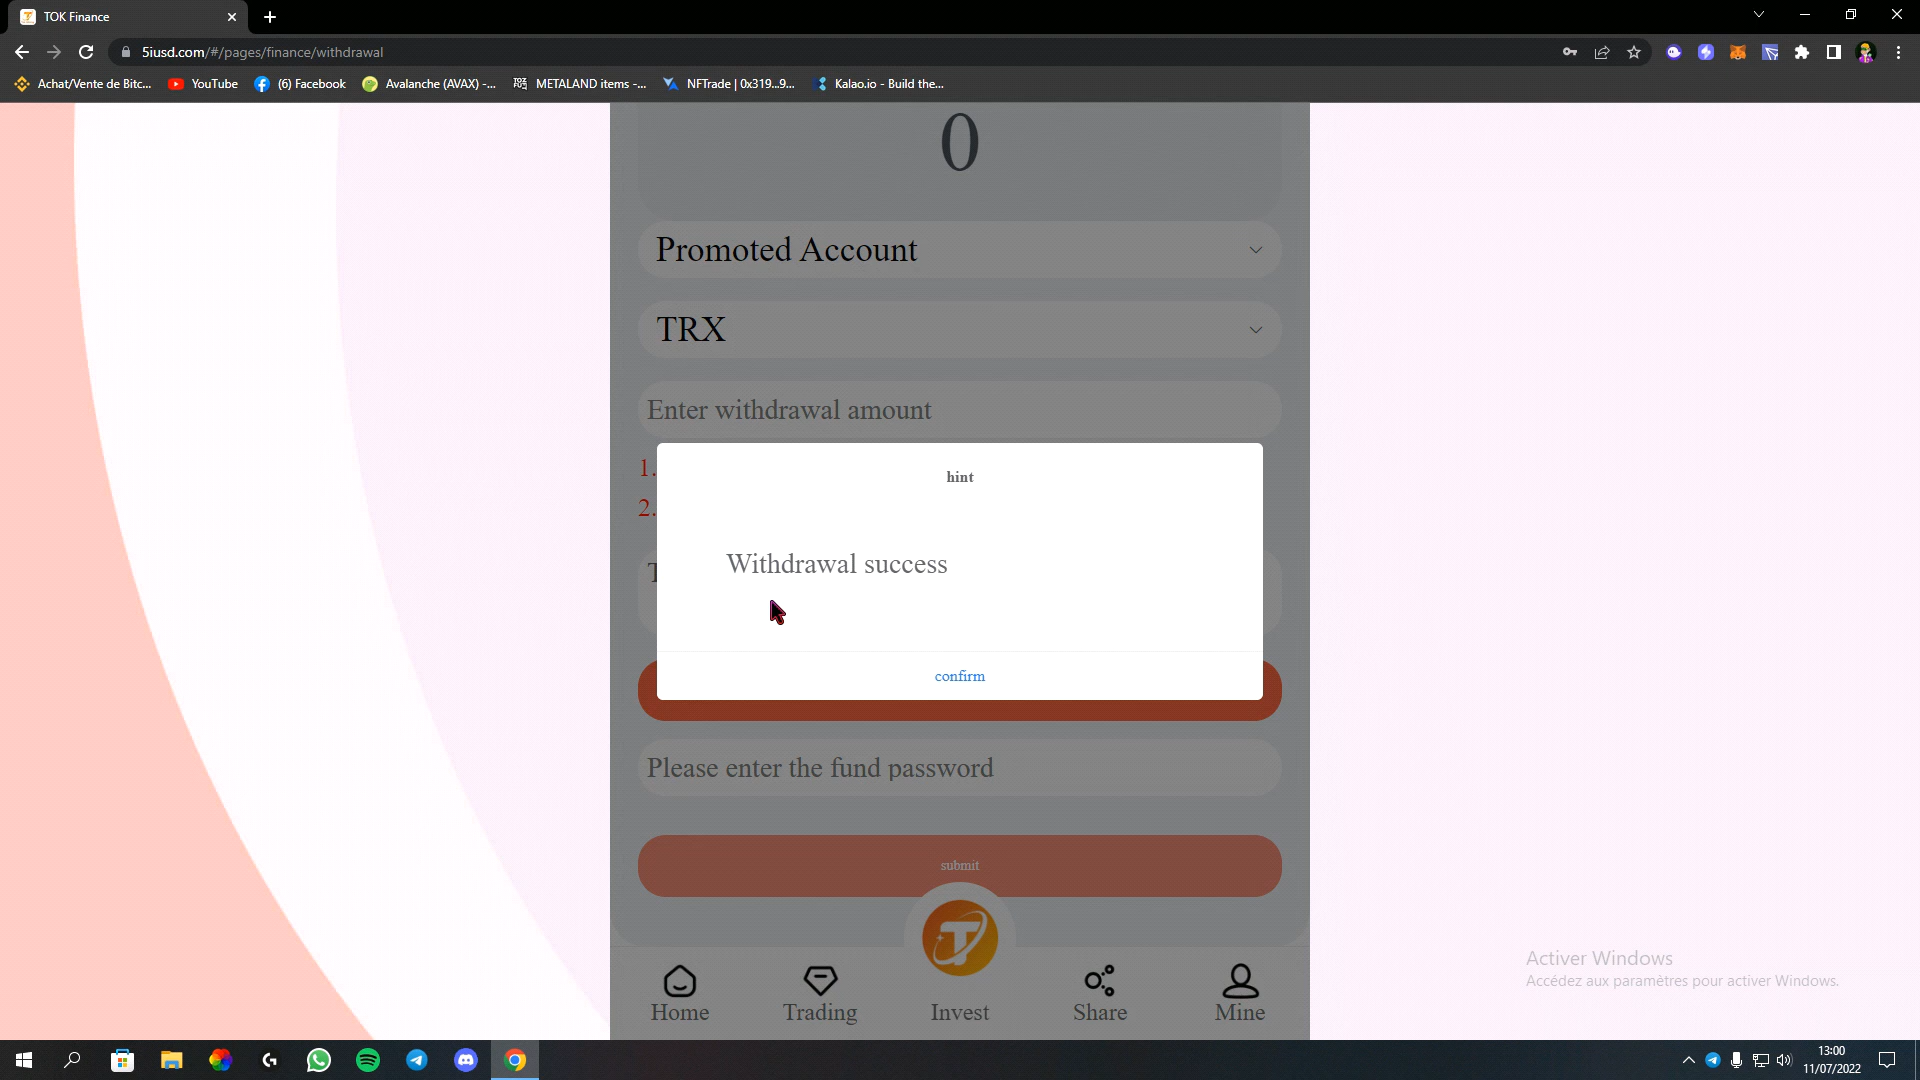 TOK Finance
5iusd.com/#/pages/finance/withdrawal
Achat/Vente de Bitc...
YouTube
(6) Facebook
Avalanche (AVAX) -...
METALAND items -...
NFTrade | 0x319...9...
Kalao.io - Build the...
0
Promoted Account
TRX
Enter withdrawal amount
1.
2.
hint
Withdrawal success
confirm
Please enter the fund password
submit
Home
Trading
Invest
Share
Mine
Activer Windows
Accédez aux paramètres pour activer Windows.
13:00
11/07/2022